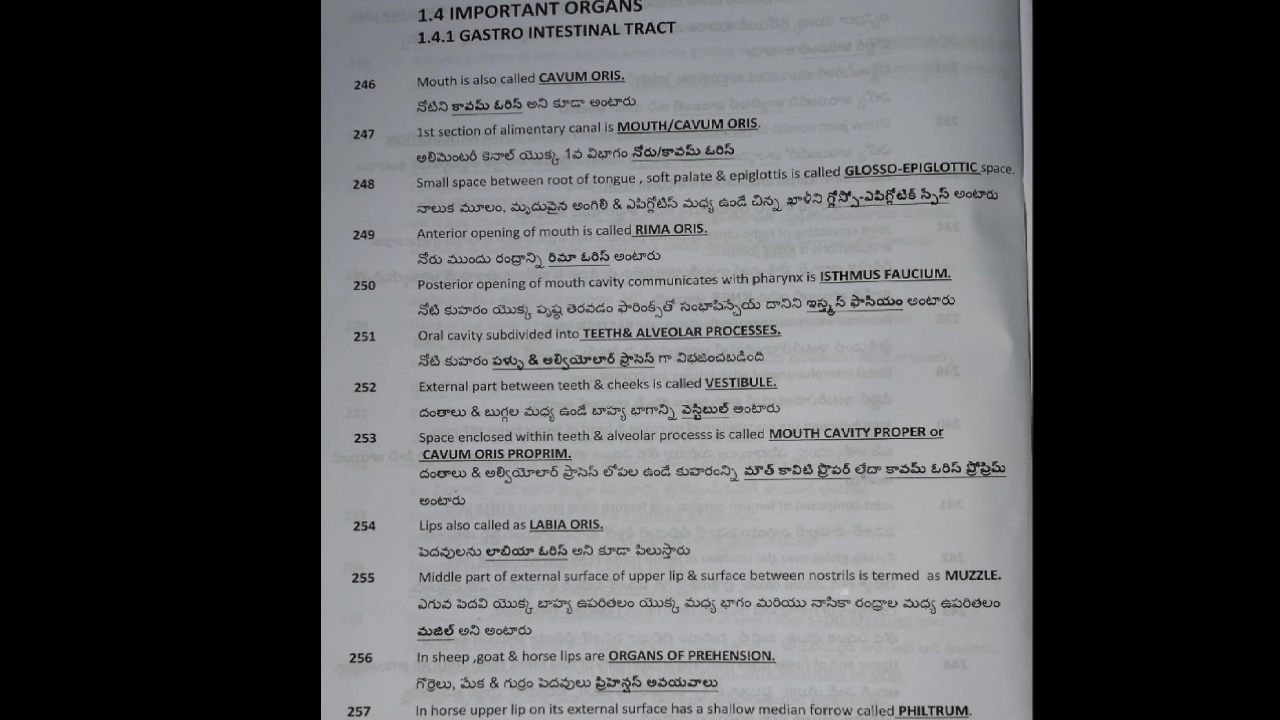 1.4 IMPORTANT ORGANS
1.4.1 GASTRO INTESTINAL TRACT
246 Mouth is also called CAVUM ORIS.
నోటిని కావమ్ ఓరిస్ అని కూడా అంటారు
247 1st section of alimentary canal is MOUTH/CAVUM ORIS.
అలిమెంటరీ కెనాల్ యొక్క 1వ విభాగం నోరు/కావమ్ ఓరిస్
248 Small space between root of tongue , soft palate & epiglottis is called GLOSSO-EPIGLOTTIC space.
నాలుక మూలం, మృదువైన అంగిలి & ఎపిగ్లోటిస్ మధ్య ఉండే చిన్న ఖాళీని గ్లోస్సో-ఎపిగ్లోటిక్ స్పేస్ అంటారు
249 Anterior opening of mouth is called RIMA ORIS.
నోరు ముందు రంద్రాన్ని రిమా ఓరిస్ అంటారు
250 Posterior opening of mouth cavity communicates with pharynx is ISTHMUS FAUCIUM.
నోటి కుహరం యొక్క పృష్ఠ తెరవడం ఫారింక్స్‌తో సంభాషిస్చేయ్ దానిని ఇస్త్మస్ ఫాసియం అంటారు
251 Oral cavity subdivided into TEETH& ALVEOLAR PROCESSES.
నోటి కుహరం పళ్ళు & అల్వియోలార్ ప్రాసెస్ గా విభజించబడింది
252 External part between teeth & cheeks is called VESTIBULE.
దంతాలు & బుగ్గల మధ్య ఉండే బాహ్య భాగాన్ని వెస్టిబుల్ అంటారు
253 Space enclosed within teeth & alveolar processs is called MOUTH CAVITY PROPER or
CAVUM ORIS PROPRIM.
దంతాలు & అల్వియోలార్ ప్రాసెస్ లోపల ఉండే కుహరంన్ని మౌత్ కావిటి ప్రొపర్ లేదా కావమ్ ఓరిస్ ప్రోప్రిమ్
అంటారు
254 Lips also called as LABIA ORIS.
పెదవులను లాబియా ఓరిస్ అని కూడా పిలుస్తారు
255 Middle part of external surface of upper lip & surface between nostrils is termed as MUZZLE.
ఎగువ పెదవి యొక్క బాహ్య ఉపరితలం యొక్క మధ్య భాగం మరియు నాసికా రంద్రాల మధ్య ఉపరితలం
మజిల్ అని అంటారు
256 In sheep ,goat & horse lips are ORGANS OF PREHENSION.
గొర్రెలు, మేక & గుర్రం పెదవులు ప్రిహెన్షన్ అవయవాలు
257 In horse upper lip on its external surface has a shallow median forrow called PHILTRUM.